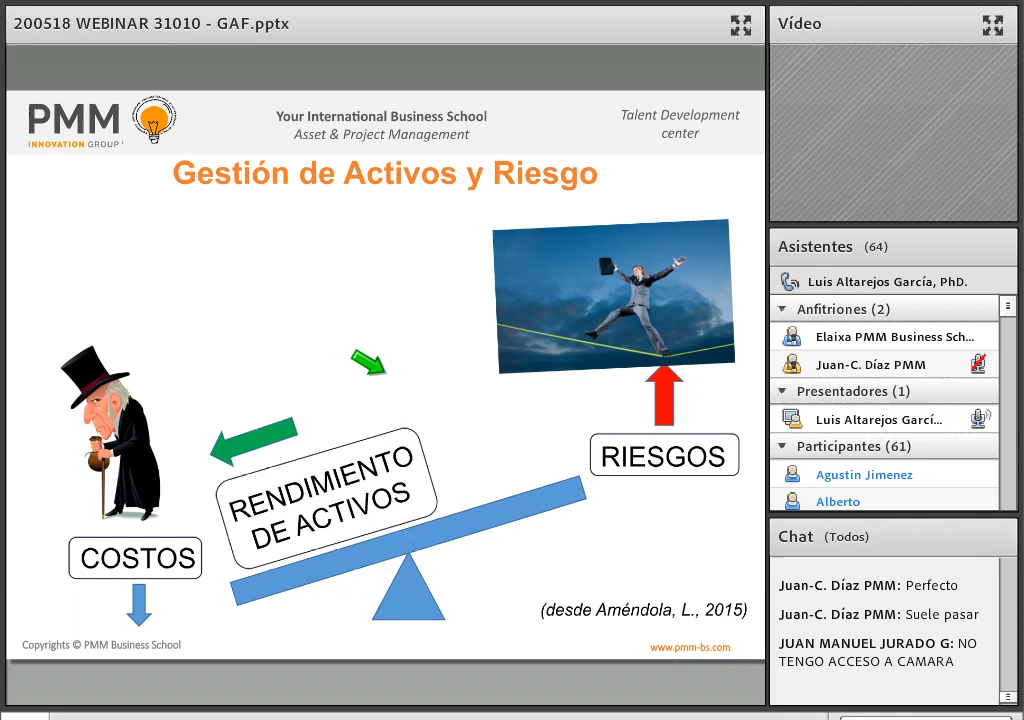 200518 WEBINAR 31010 - GAF.pptx
PMM
INNOVATION GROUP
Your International Business School
Asset & Project Management
Talent Development
center
Gestión de Activos y Riesgo
RENDIMIENTO
DE ACTIVOS
RIESGOS
COSTOS
(desde Améndola, L., 2015)
Copyrights © PMM Business School
www.pmm-bs.com
Vídeo
Asistentes (64)
Luis Altarejos García, PhD.
Anfitriones (2)
Elaixa PMM Business Sch...
Juan-C. Díaz PMM
Presentadores (1)
Luis Altarejos Garcí...
Participantes (61)
Agustin Jimenez
Alberto
Chat (Todos)
Juan-C. Díaz PMM: Perfecto
Juan-C. Díaz PMM: Suele pasar
JUAN MANUEL JURADO G: NO
TENGO ACCESO A CAMARA